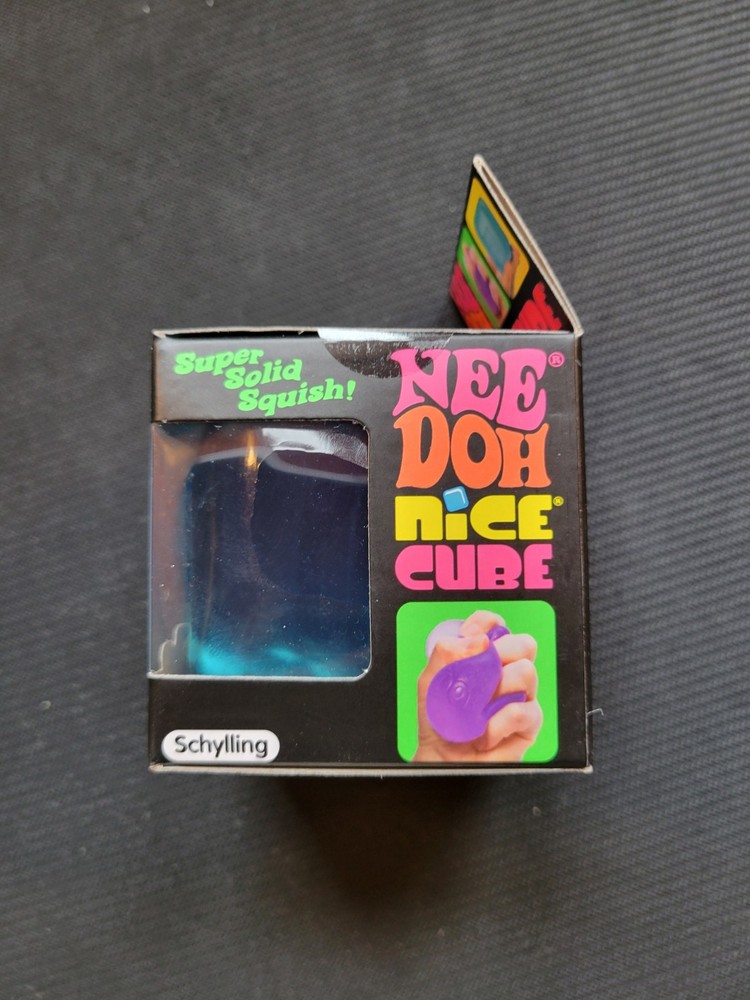 Super
Solid
Squish!
NEE®
DOH
nice®
CUBE
Schylling